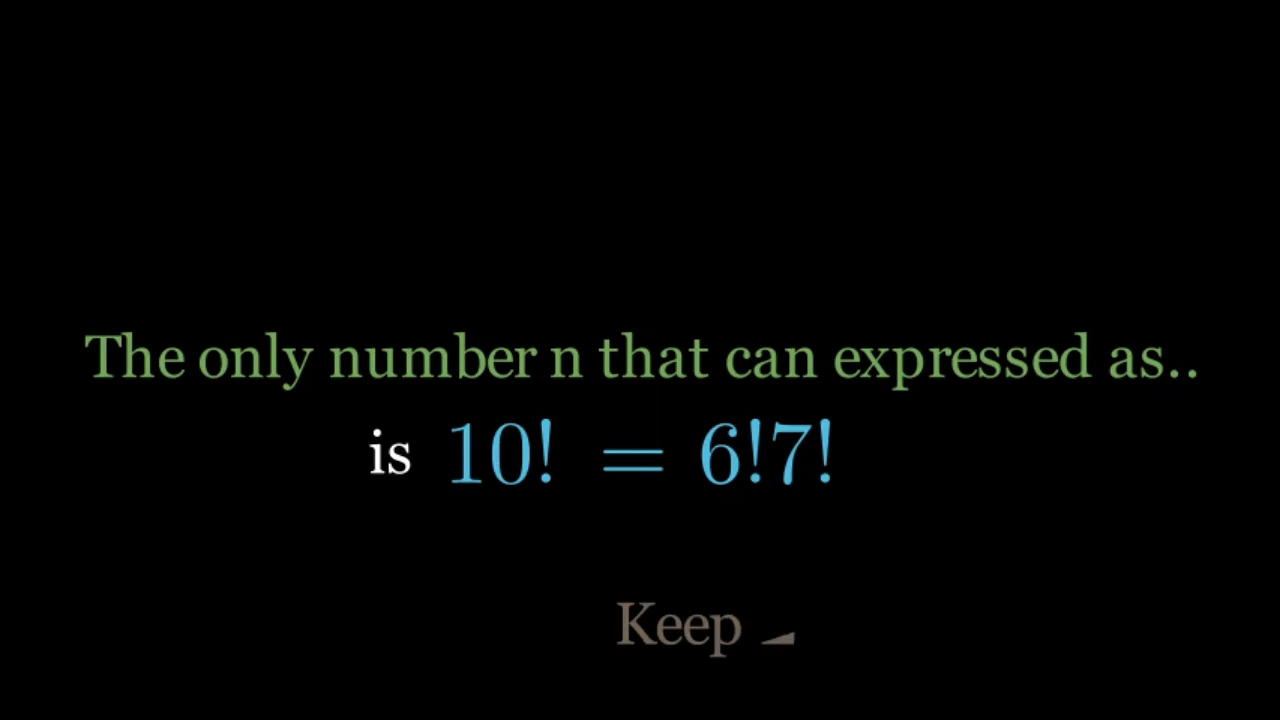 The only number n that can expressed as..
is 10! = 6!7!
Keep